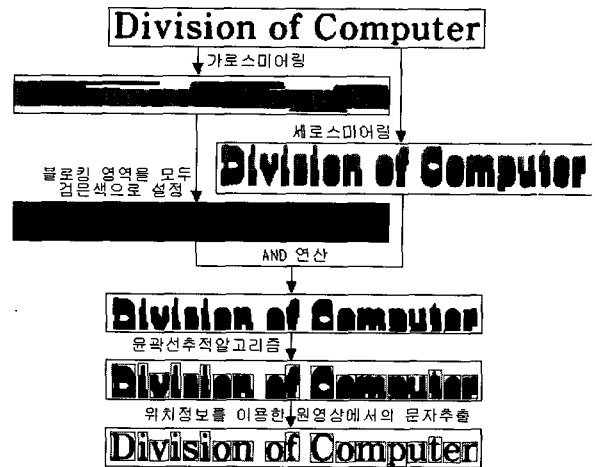 Division of Computer
가로스미어링
세로스미어링
Division of Computer
블로킹 영역을 모두
검은색으로 설정
AND 연산
Division of Computer
윤곽선추적알고리즘
Division of Computer
위치정보를 이용한 원영상에서의 문자추출
Division of Computer